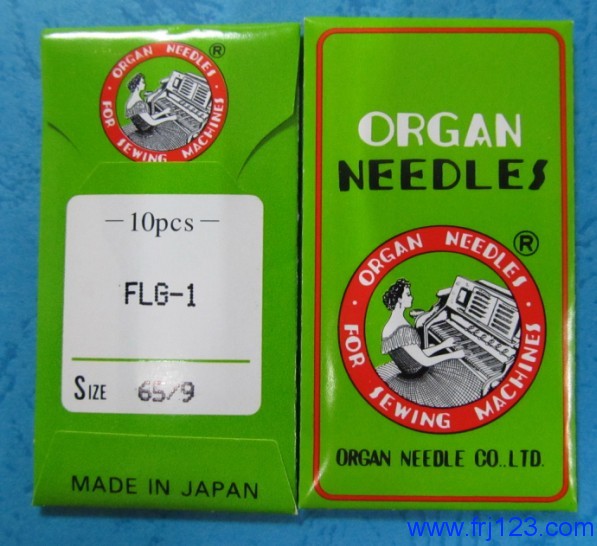 ORGAN NEEDLES ®
FOR SEWING MACHINES
—10pcs—
FLG-1
SIZE 65/9
MADE IN JAPAN
ORGAN
NEEDLES
ORGAN NEEDLES ®
FOR SEWING MACHINES
ORGAN NEEDLE CO.,LTD.
www.frj123.com